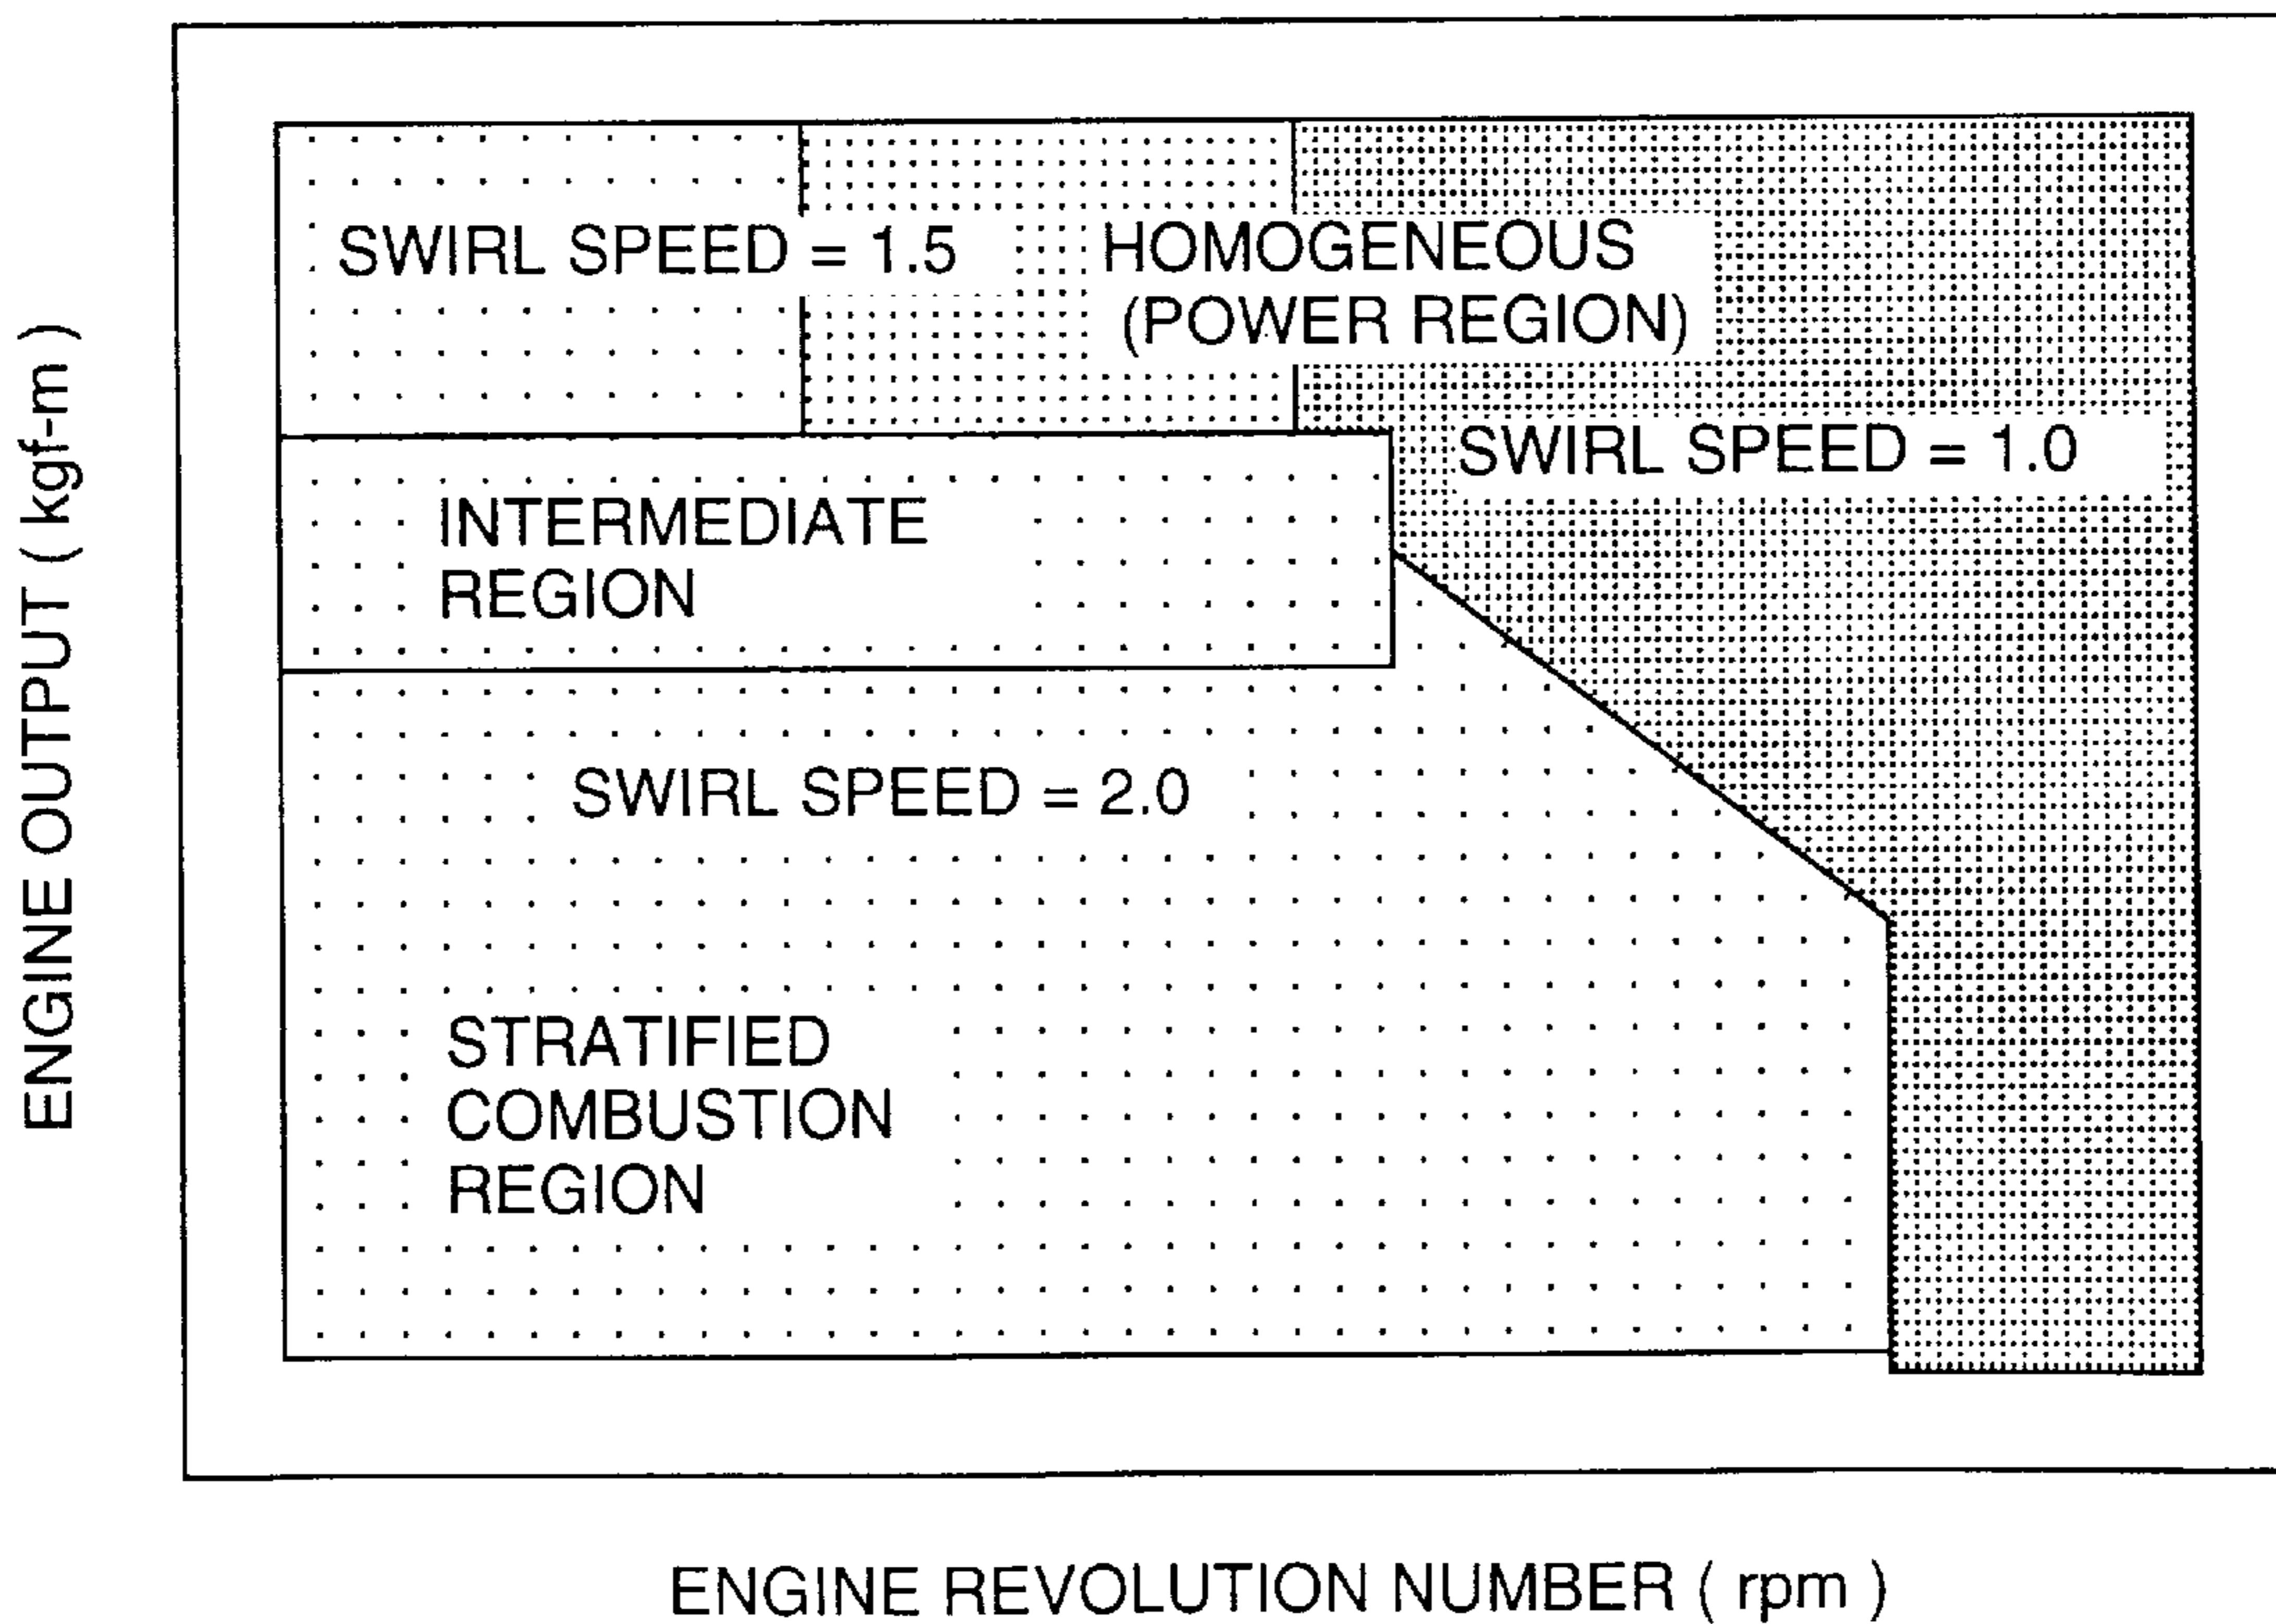 ENGINE OUTPUT ( kgf-m )
SWIRL SPEED = 1.5
HOMOGENEOUS
(POWER REGION)
SWIRL SPEED = 1.0
INTERMEDIATE
REGION
SWIRL SPEED = 2.0
STRATIFIED
COMBUSTION
REGION
ENGINE REVOLUTION NUMBER ( rpm )